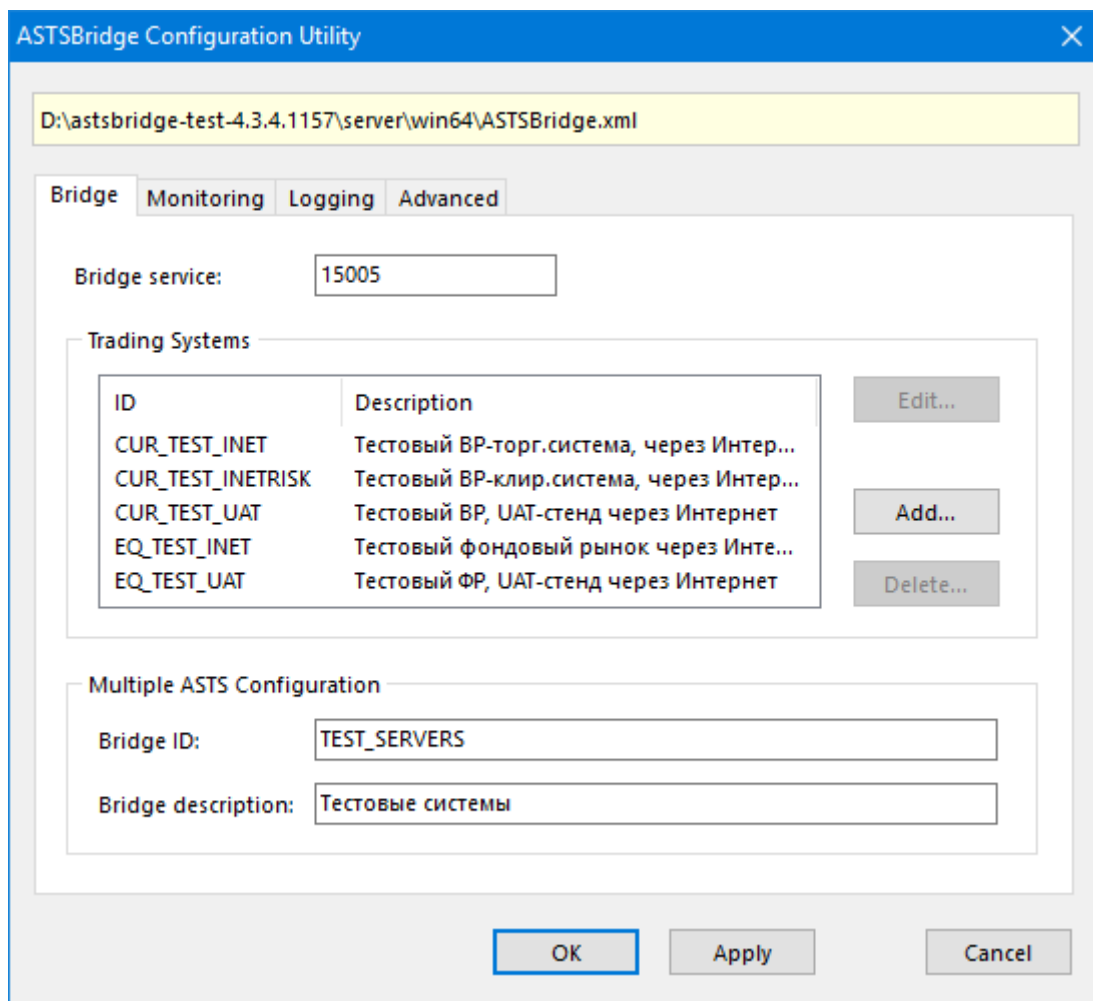 ASTSBridge Configuration Utility
D:\astsbridge-test-4.3.4.1157\server\win64\ASTSBridge.xml
Bridge Monitoring Logging Advanced
Bridge service: 15005
Trading Systems
ID Description Edit...
CUR_TEST_INET Тестовый ВР-торг.система, через Интер...
CUR_TEST_INETRISK Тестовый ВР-клир.система, через Интер...
CUR_TEST_UAT Тестовый ВР, UAT-стенд через Интернет Add...
EQ_TEST_INET Тестовый фондовый рынок через Инте...
EQ_TEST_UAT Тестовый ФР, UAT-стенд через Интернет Delete...
Multiple ASTS Configuration
Bridge ID: TEST_SERVERS
Bridge description: Тестовые системы
OK Apply Cancel